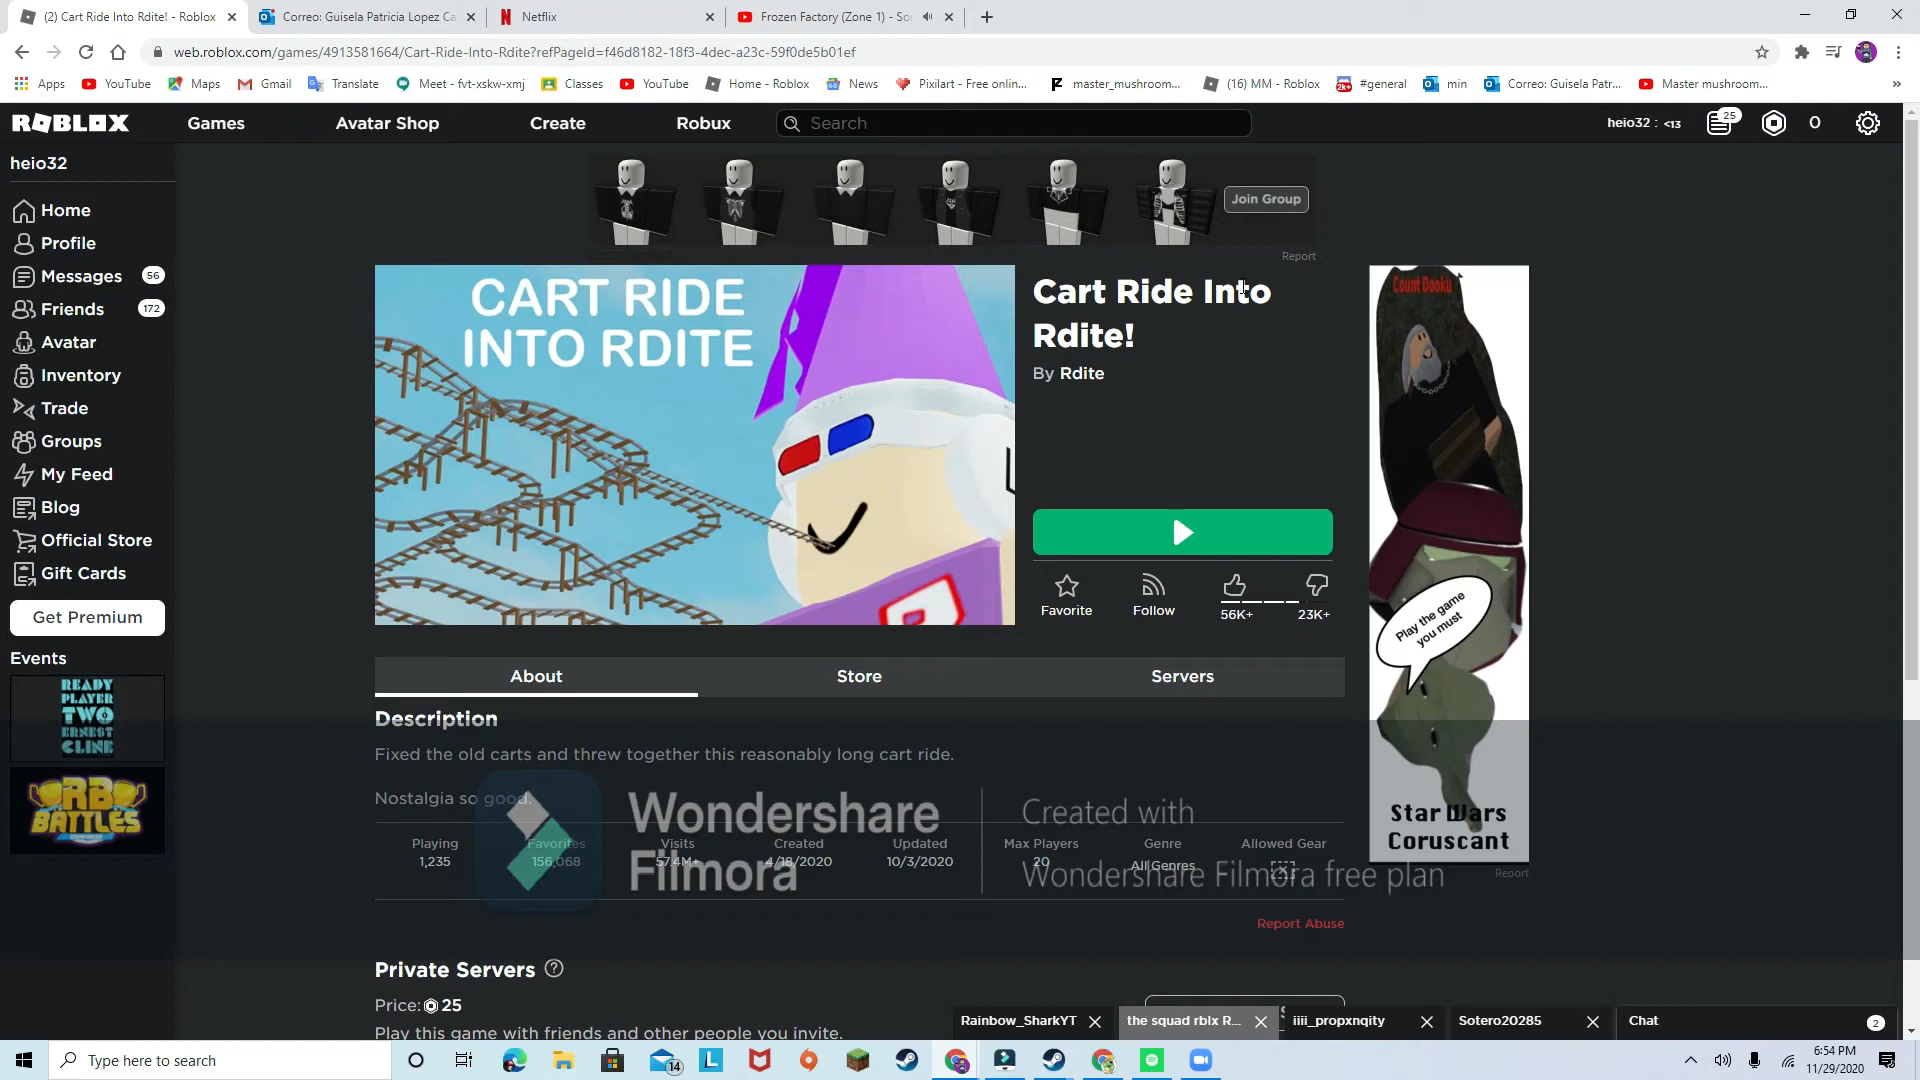 (2) Cart Ride Into Rdite! - Roblox
Correo: Guisela Patricia Lopez Ca
Netflix
Frozen Factory (Zone 1) - So
web.roblox.com/games/4913581664/Cart-Ride-Into-Rdite?refPageId=f46d8182-18f3-4dec-a23c-59f0de5b01ef
Apps
YouTube
Maps
Gmail
Translate
Meet - fvt-xskw-xmj
Classes
YouTube
Home - Roblox
News
Pixilart - Free onlin...
master_mushroom...
(16) MM - Roblox
#general
min
Correo: Guisela Patr...
Master mushroom...
ROBLOX
Games
Avatar Shop
Create
Robux
Search
heio32 : <13
25
0
heio32
Home
Profile
Messages 56
Friends 172
Avatar
Inventory
Trade
Groups
My Feed
Blog
Official Store
Gift Cards
Get Premium
Events
READY
PLAYER
TWO
ERNEST
CLINE
RB
BATTLES
Join Group
Report
CART RIDE
INTO RDITE
Cart Ride Into
Rdite!
By Rdite
Favorite
Follow
56K+
23K+
Count Dooku
Play the game
you must
Star Wars
Coruscant
Report
About
Store
Servers
Description
Fixed the old carts and threw together this reasonably long cart ride.
Nostalgia so good.
Playing
1,235
Favorites
156,068
Visits
57.4M+
Created
4/18/2020
Updated
10/3/2020
Max Players
20
Genre
All Genres
Allowed Gear
Wondershare
Filmora
Created with
Wondershare Filmora free plan
Report Abuse
Private Servers
Price: 25
Play this game with friends and other people you invite.
Rainbow_SharkYT
the squad rblx R...
iiii_propxnqity
Sotero20285
Chat
2
Type here to search
14
6:54 PM
11/29/2020